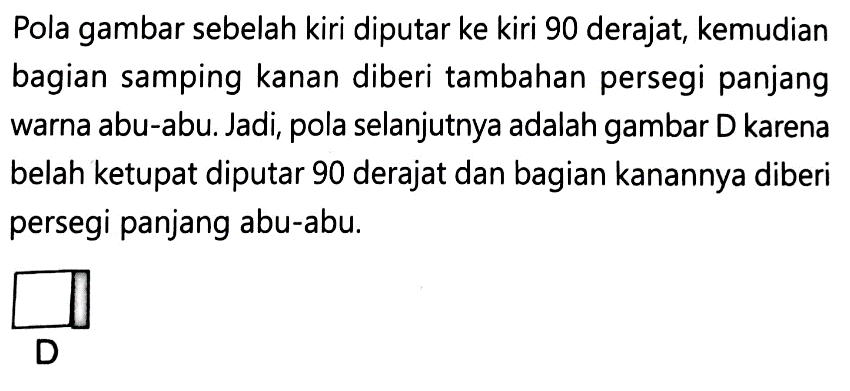 Pola gambar sebelah kiri diputar ke kiri 90 derajat, kemudian
bagian samping kanan diberi tambahan persegi panjang
warna abu-abu. Jadi, pola selanjutnya adalah gambar D karena
belah ketupat diputar 90 derajat dan bagian kanannya diberi
persegi panjang abu-abu.
D